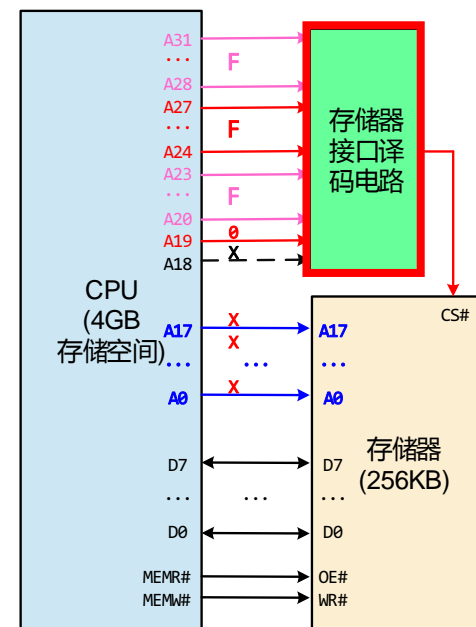 A31
...
F
A28
A27
...
F
A24
A23
...
F
A20
A19
0
A18
X
存储器
接口译
码电路
CPU
(4GB
存储空间)
CS#
A17
X
A17
X
...
...
...
A0
X
A0
存储器
(256KB)
D7
D7
...
...
...
D0
D0
MEMR#
OE#
MEMW#
WR#